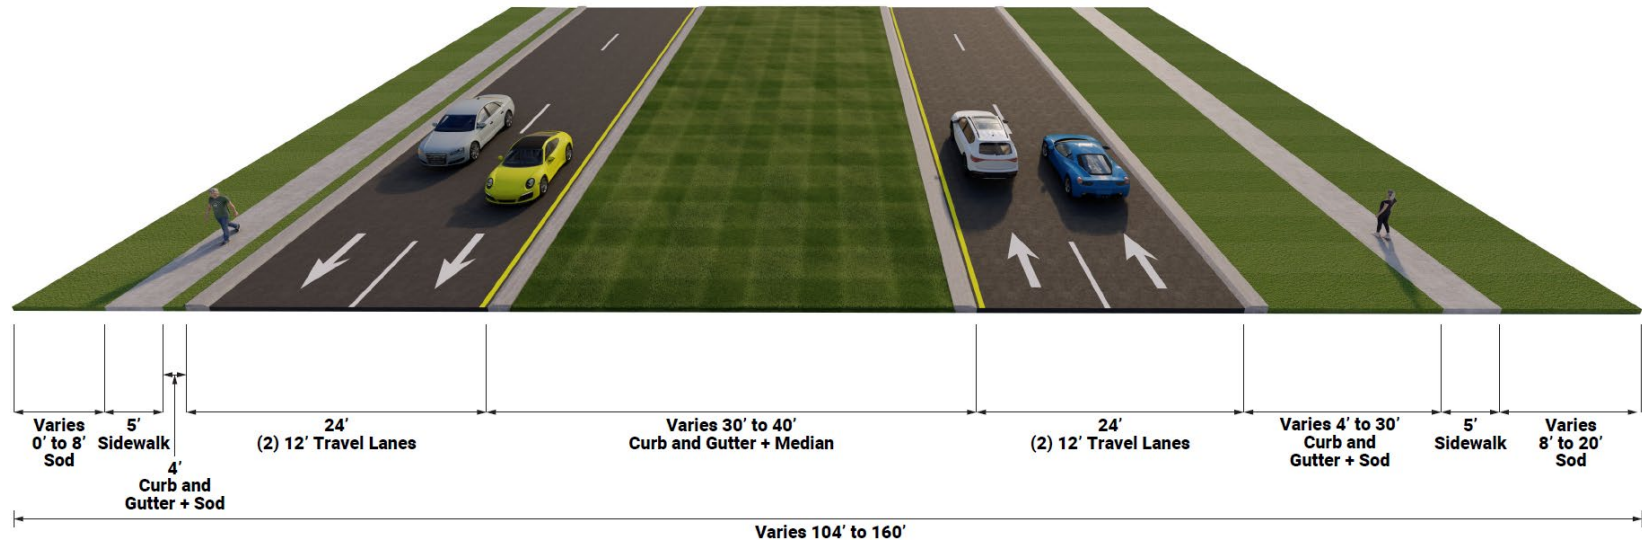 Varies
0’ to 8’
Sod
5’
Sidewalk
4’
Curb and
Gutter + Sod
24’
(2) 12’ Travel Lanes
Varies 30’ to 40’
Curb and Gutter + Median
24’
(2) 12’ Travel Lanes
Varies 4’ to 30’
Curb and
Gutter + Sod
5’
Sidewalk
Varies
8’ to 20’
Sod
Varies 104’ to 160’